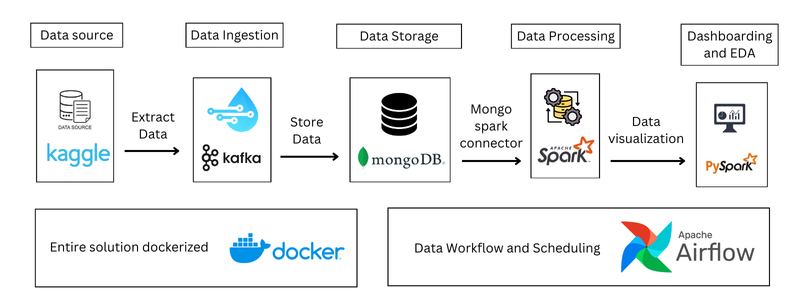 Data source
Data Ingestion
Data Storage
Data Processing
Dashboarding
and EDA
DATA SOURCE
kaggle
Extract
Data
kafka
Store
Data
mongoDB
Mongo
spark
connector
APACHE
Spark
Data
visualization
PySpark
Entire solution dockerized
docker
Data Workflow and Scheduling
Apache
Airflow